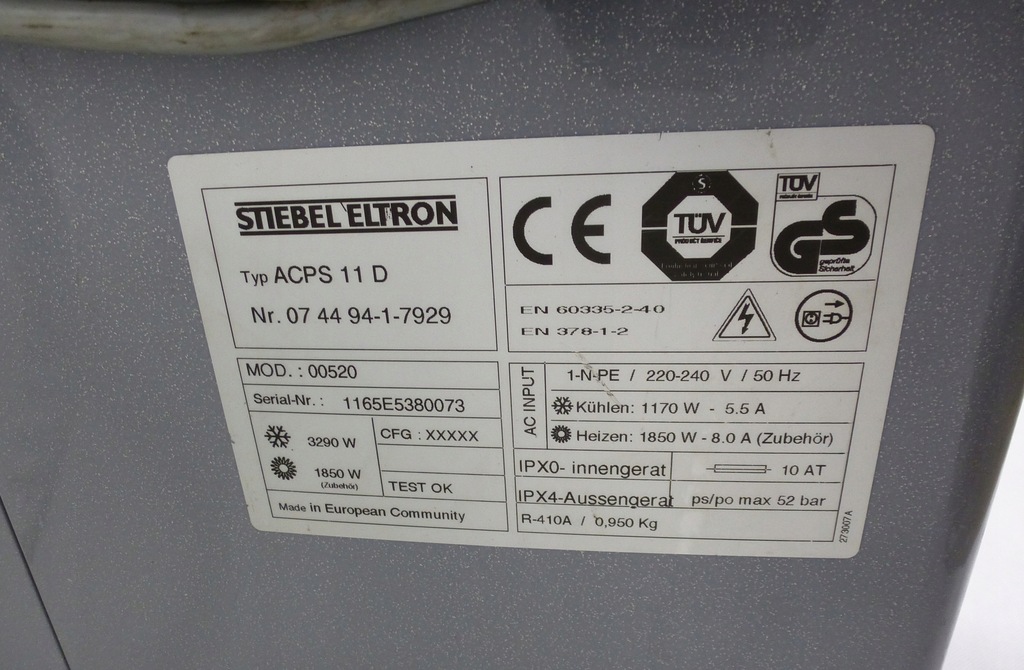 STIEBEL ELTRON
Typ ACPS 11 D
Nr. 07 44 94-1-7929
CE
S
TÜV
PRODUCT SERVICE
TÜV
GS
geprüfte
Sicherheit
EN 60335-2-40
EN 378-1-2
MOD. : 00520
Serial-Nr. : 1165E5380073
3290 W
1850 W
(Zubehör)
CFG : XXXXX
TEST OK
Made in European Community
AC INPUT
1-N-PE / 220-240 V / 50 Hz
Kühlen: 1170 W - 5.5 A
Heizen: 1850 W - 8.0 A (Zubehör)
IPX0- innengerat
10 AT
IPX4-Aussengerat
ps/po max 52 bar
R-410A / 0,950 Kg
273067A